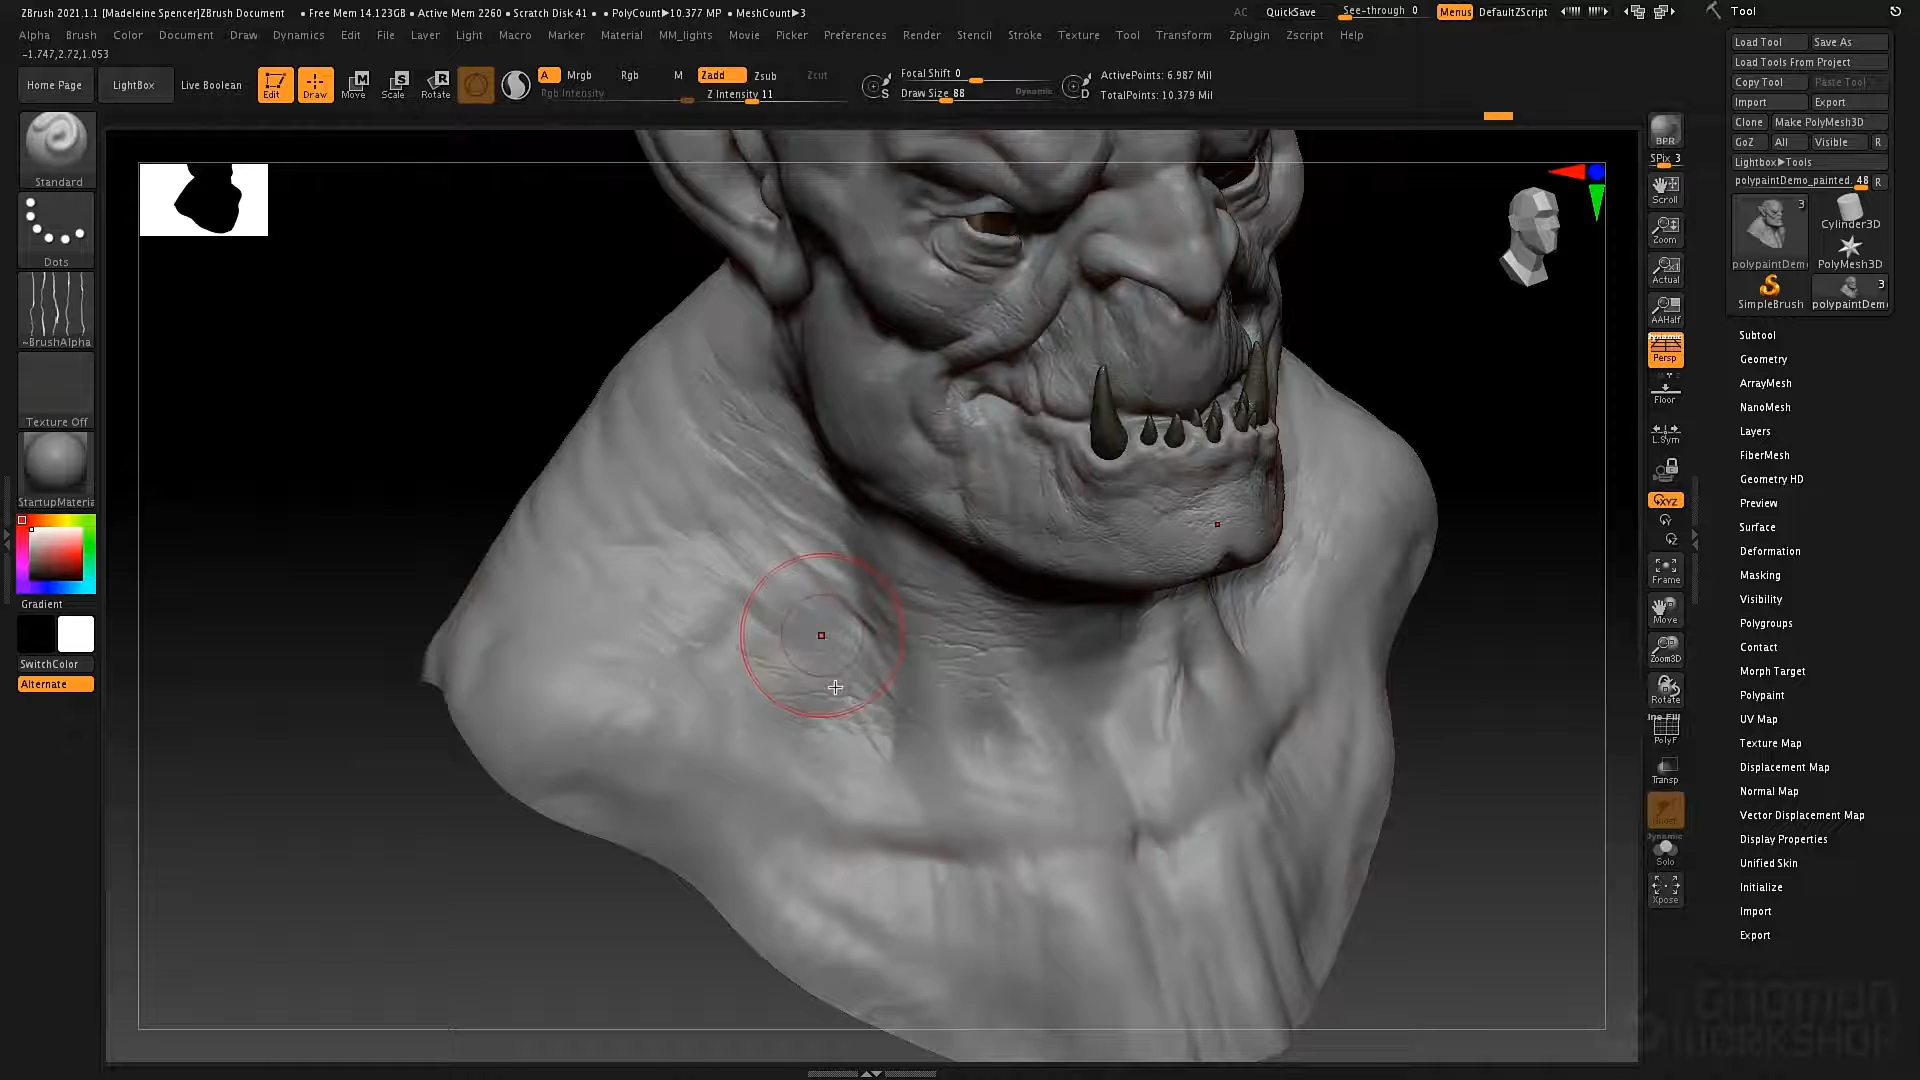 ZBrush 2021.1.1 [Madeleine Spencer]ZBrush Document • Free Mem 14.123GB • Active Mem 2260 • Scratch Disk 41 • • PolyCount▶10.377 MP • MeshCount▶3
AC QuickSave See-through 0 Menus DefaultZScript
Tool
Alpha Brush Color Document Draw Dynamics Edit File Layer Light Macro Marker Material MM_lights Movie Picker Preferences Render Stencil Stroke Texture Tool Transform Zplugin Zscript Help
-1.747,2.72,1.053
Home Page LightBox Live Boolean
Edit Draw Move Scale Rotate
A Mrgb Rgb M
Rgb Intensity
Zadd Zsub Zcut
Z Intensity 11
S
Focal Shift 0
Draw Size 88
Dynamic
D
ActivePoints: 6.987 Mil
TotalPoints: 10.379 Mil
Standard
Dots
~BrushAlpha
Texture Off
StartupMateria
Gradient
SwitchColor
Alternate
BPR
SPix 3
Scroll
Zoom
Actual
AAHalf
Dynamic
Persp
Floor
L.Sym
XYZ
Frame
Move
Zoom3D
Rotate
Line Fill
PolyF
Transp
Dynamic
Solo
Xpose
Load Tool Save As
Load Tools From Project
Copy Tool Paste Tool
Import Export
Clone Make PolyMesh3D
GoZ All Visible R
Lightbox▶Tools
polypaintDemo_painted. 48 R
3
polypaintDem
Cylinder3D
PolyMesh3D
SimpleBrush
3
polypaintDem
Subtool
Geometry
ArrayMesh
NanoMesh
Layers
FiberMesh
Geometry HD
Preview
Surface
Deformation
Masking
Visibility
Polygroups
Contact
Morph Target
Polypaint
UV Map
Texture Map
Displacement Map
Normal Map
Vector Displacement Map
Display Properties
Unified Skin
Initialize
Import
Export
GNOMON
WORKSHOP